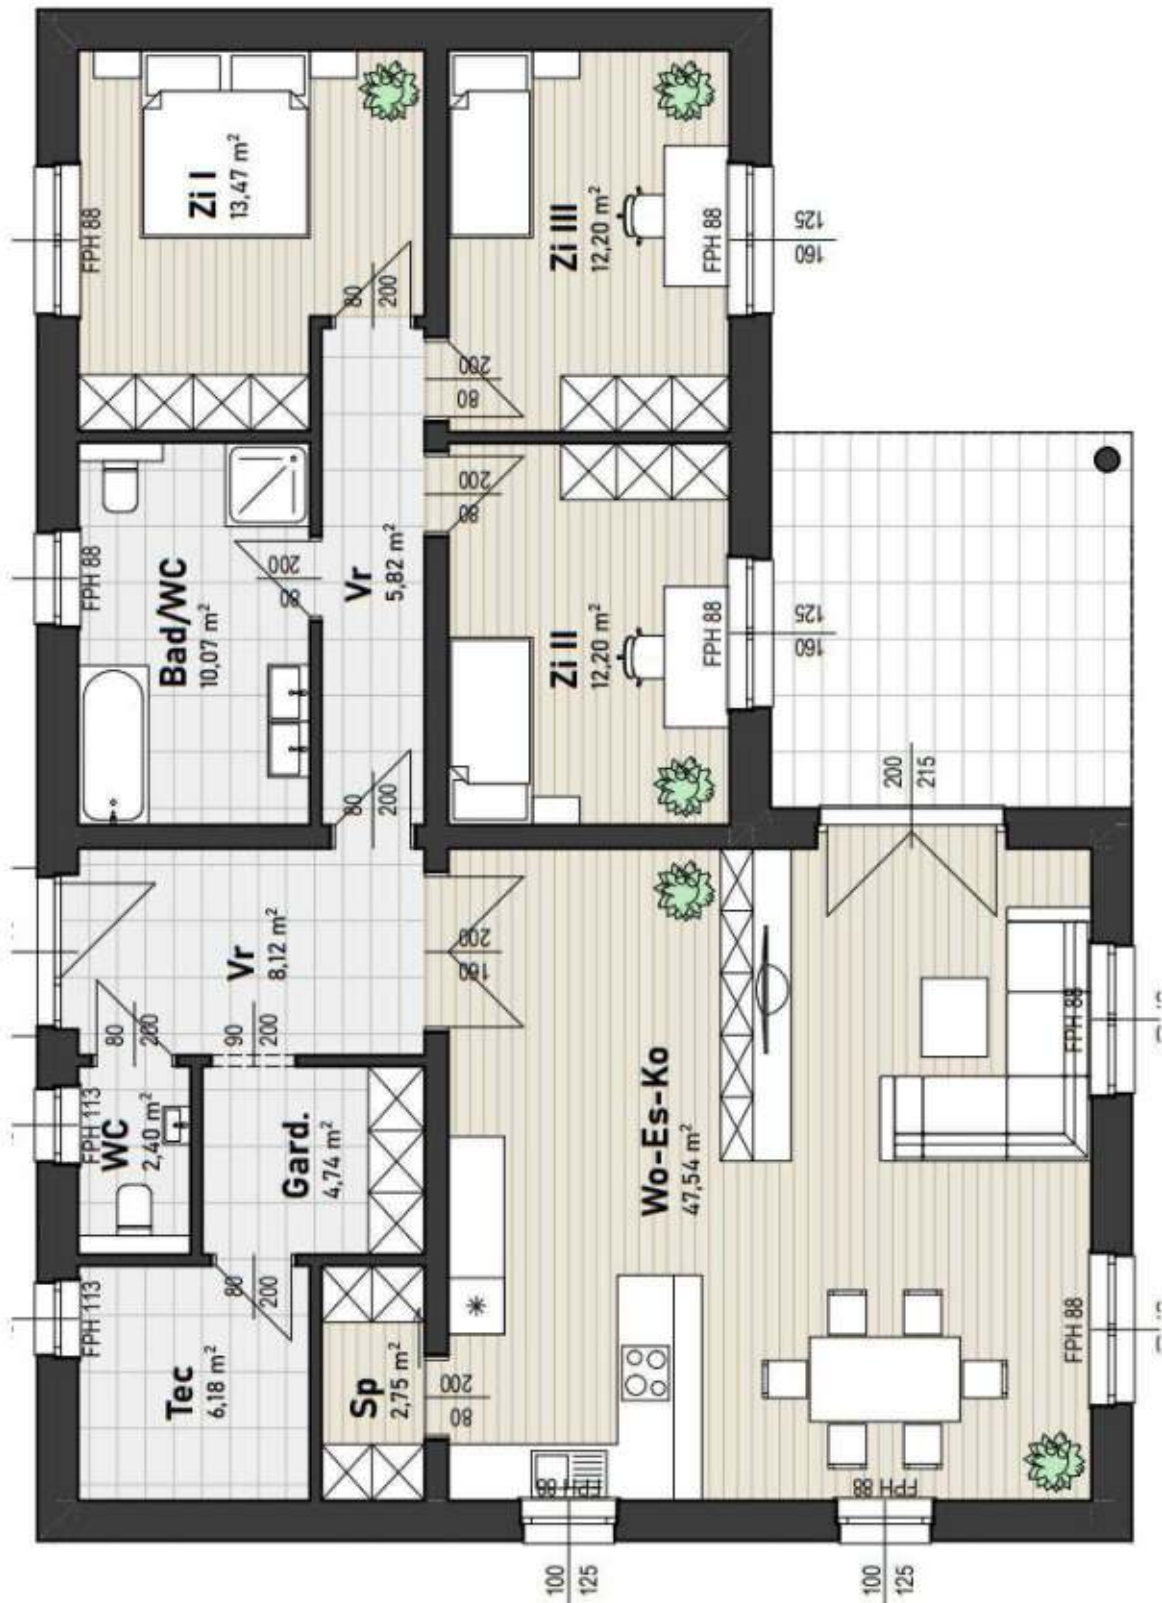 Zi I
13,47 m²
FPH 88
80
200
Zi III
12,20 m²
FPH 88
125
160
200
80
Bad/WC
10,07 m²
FPH 88
200
80
Vr
5,82 m²
80
200
Zi II
12,20 m²
FPH 88
125
160
200
80
200
215
Vr
8,12 m²
200
160
80
200
90
200
WC
2,40 m²
FPH 113
Gard.
4,74 m²
80
200
Tec
6,18 m²
FPH 113
Sp
2,75 m²
200
80
Wo-Es-Ko
47,54 m²
FPH 88
FPH 88
FPH 88
FPH 88
100
125
100
125